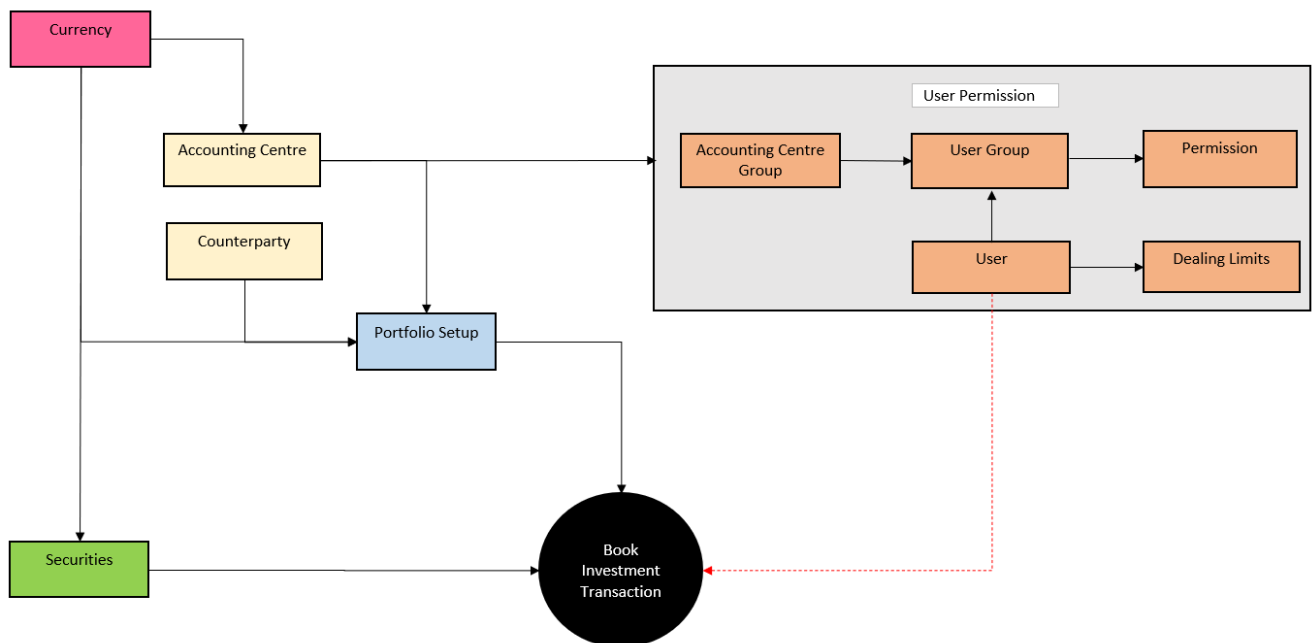 Currency
User Permission
Accounting Centre
Accounting Centre
Group
User Group
Permission
Counterparty
User
Dealing Limits
Portfolio Setup
Securities
Book
Investment
Transaction